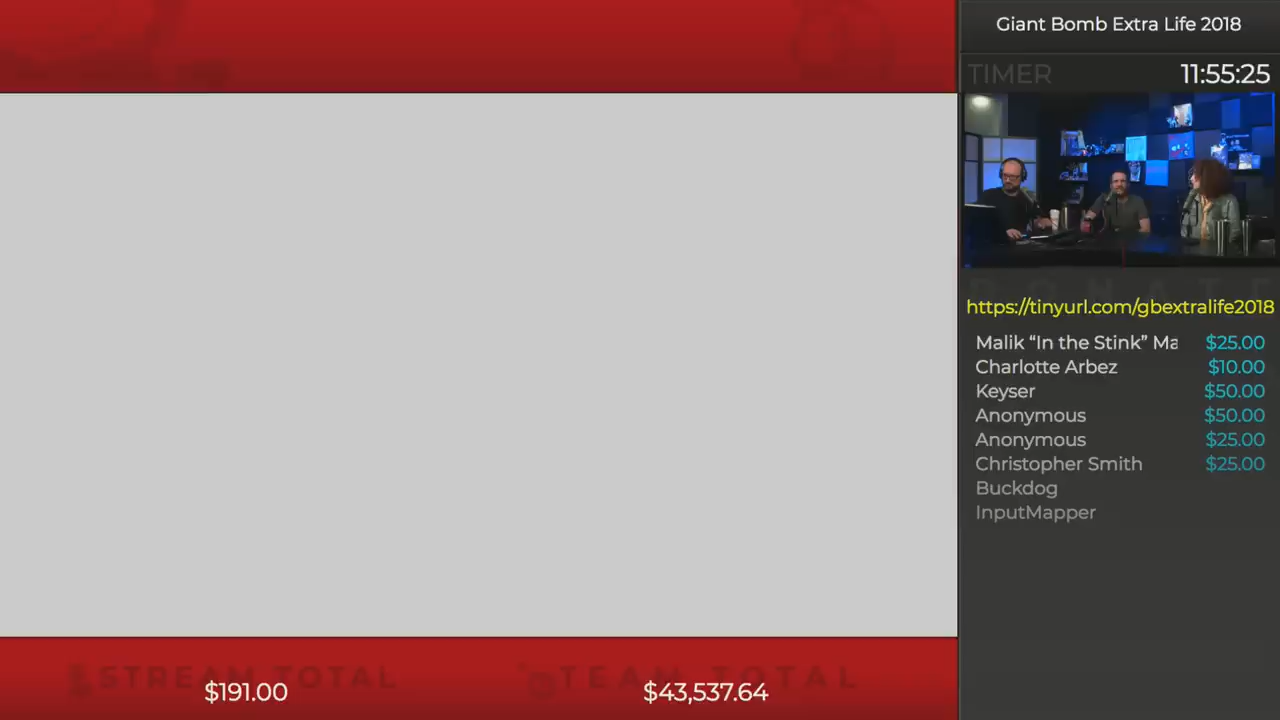 Giant Bomb Extra Life 2018
TIMER
11:55:25
DONATE
https://tinyurl.com/gbextralife2018
Malik “In the Stink” Ma $25.00
Charlotte Arbez $10.00
Keyser $50.00
Anonymous $50.00
Anonymous $25.00
Christopher Smith $25.00
Buckdog
InputMapper
STREAM TOTAL
$191.00
TEAM TOTAL
$43,537.64